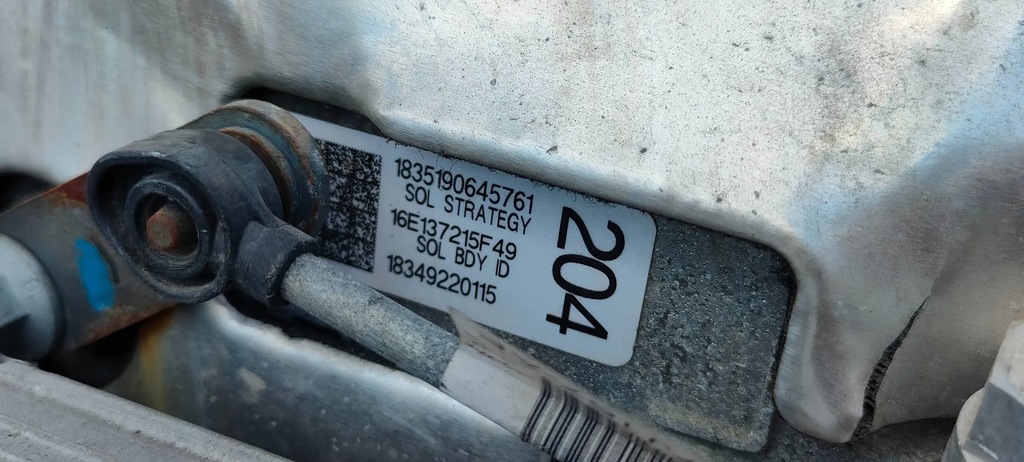 1835190645761
SOL STRATEGY
16E137215F49
SOL BDY ID
18349220115
204